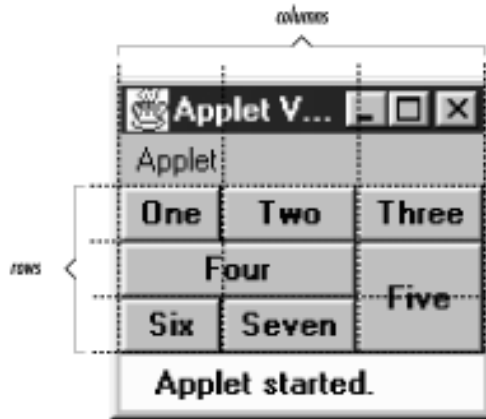 columns
Applet V...
Applet
One Two Three
rows
Four
Five
Six Seven
Applet started.